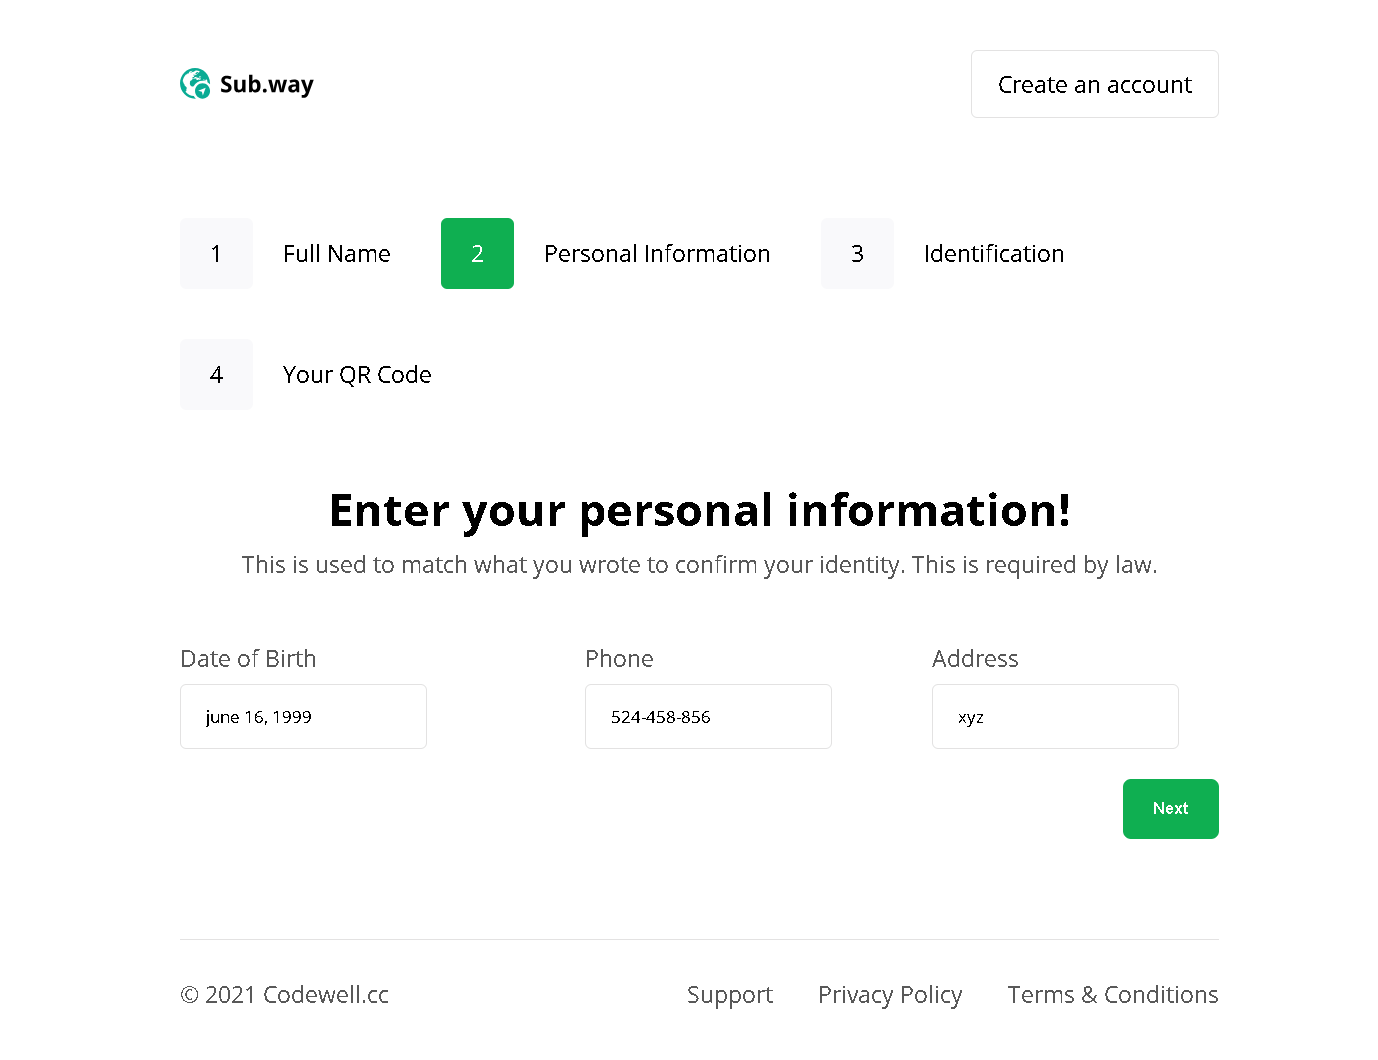 Sub.way
Create an account
1 Full Name 2 Personal Information 3 Identification
4 Your QR Code
Enter your personal information!
This is used to match what you wrote to confirm your identity. This is required by law.
Date of Birth Phone Address
june 16, 1999 524-458-856 xyz
Next
© 2021 Codewell.cc Support Privacy Policy Terms & Conditions